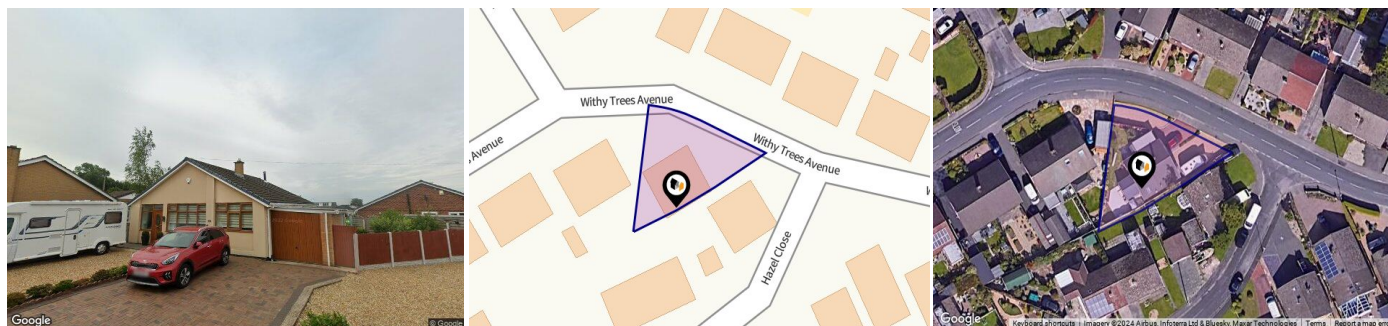 Google
© Google
Withy Trees Avenue
Withy Trees Avenue
Avenue
W
Hazel Close
Google
Keyboard shortcuts
Imagery ©2024 Airbus, Infoterra Ltd & Bluesky, Maxar Technologies
Terms
Report a map err